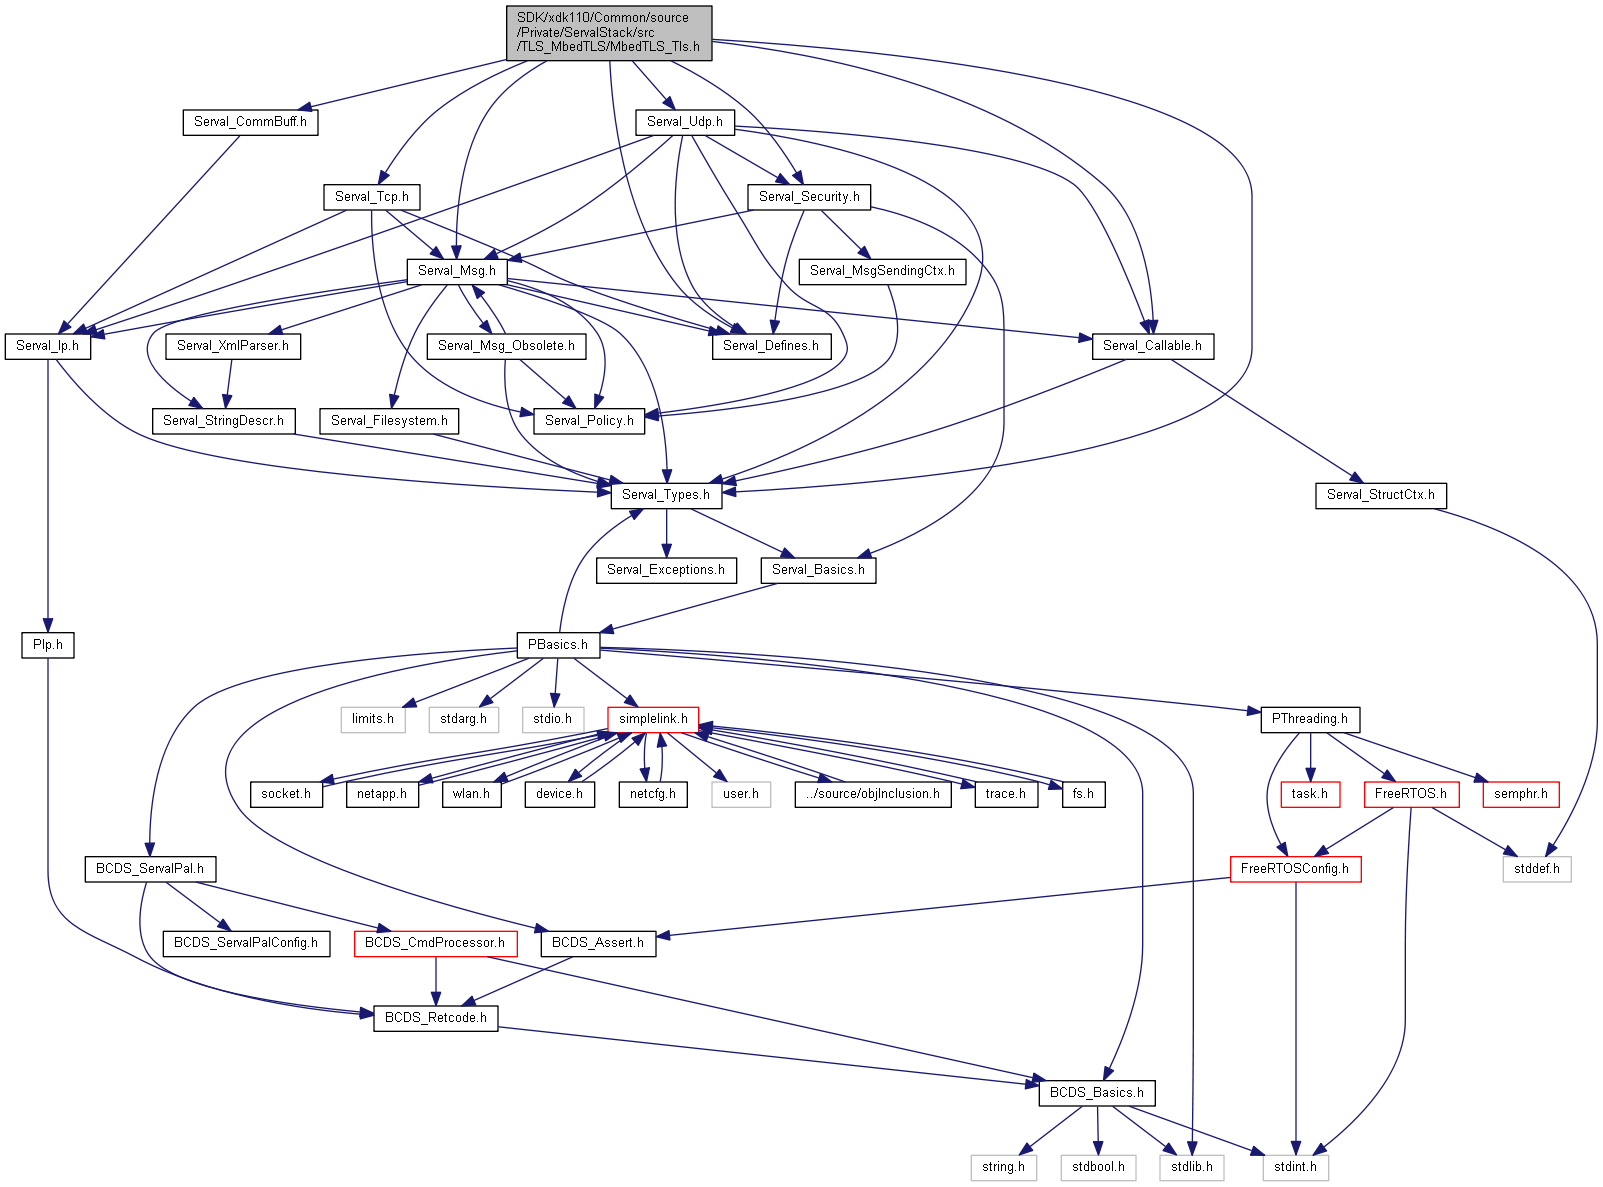 SDK/xdk110/Common/source
/Private/ServalStack/src
/TLS_MbedTLS/MbedTLS_Tls.h
Serval_CommBuff.h
Serval_Udp.h
Serval_Tcp.h
Serval_Security.h
Serval_Msg.h
Serval_MsgSendingCtx.h
Serval_Ip.h
Serval_XmlParser.h
Serval_Msg_Obsolete.h
Serval_Defines.h
Serval_Callable.h
Serval_StringDescr.h
Serval_Filesystem.h
Serval_Policy.h
Serval_Types.h
Serval_StructCtx.h
Serval_Exceptions.h
Serval_Basics.h
PIp.h
PBasics.h
limits.h
stdarg.h
stdio.h
simplelink.h
PThreading.h
socket.h
netapp.h
wlan.h
device.h
netcfg.h
user.h
../source/objInclusion.h
trace.h
fs.h
task.h
FreeRTOS.h
semphr.h
BCDS_ServalPal.h
FreeRTOSConfig.h
stddef.h
BCDS_ServalPalConfig.h
BCDS_CmdProcessor.h
BCDS_Assert.h
BCDS_Retcode.h
BCDS_Basics.h
string.h
stdbool.h
stdlib.h
stdint.h